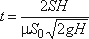 t = 2SH / (μS₀√(2gH))